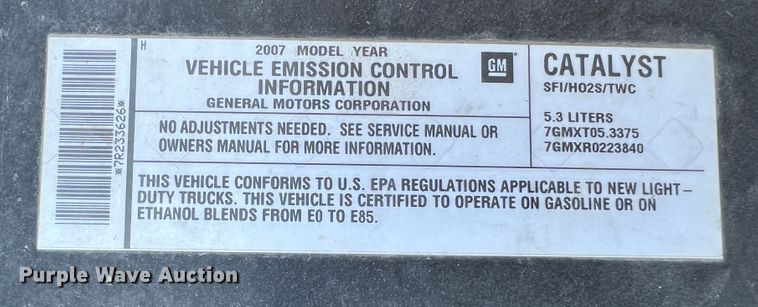 H
2007 MODEL YEAR
VEHICLE EMISSION CONTROL
INFORMATION
GENERAL MOTORS CORPORATION
GM
CATALYST
SFI/HO2S/TWC
5.3 LITERS
7GMXT05.3375
7GMXR0223840
NO ADJUSTMENTS NEEDED. SEE SERVICE MANUAL OR
OWNERS MANUAL FOR MORE INFORMATION.
THIS VEHICLE CONFORMS TO U.S. EPA REGULATIONS APPLICABLE TO NEW LIGHT-
DUTY TRUCKS. THIS VEHICLE IS CERTIFIED TO OPERATE ON GASOLINE OR ON
ETHANOL BLENDS FROM E0 TO E85.
*7R233626*
Purple Wave Auction